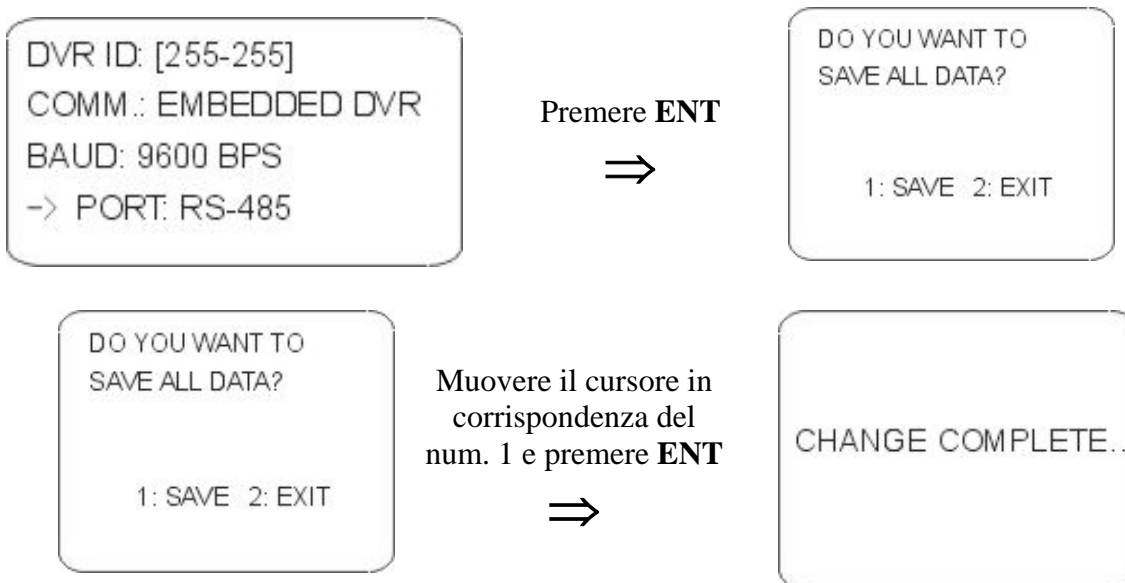 DVR ID: [255-255]
COMM.: EMBEDDED DVR
BAUD: 9600 BPS
-> PORT: RS-485
Premere ENT
⇒
DO YOU WANT TO
SAVE ALL DATA?
1: SAVE 2: EXIT
DO YOU WANT TO
SAVE ALL DATA?
1: SAVE 2: EXIT
Muovere il cursore in
corrispondenza del
num. 1 e premere ENT
⇒
CHANGE COMPLETE..